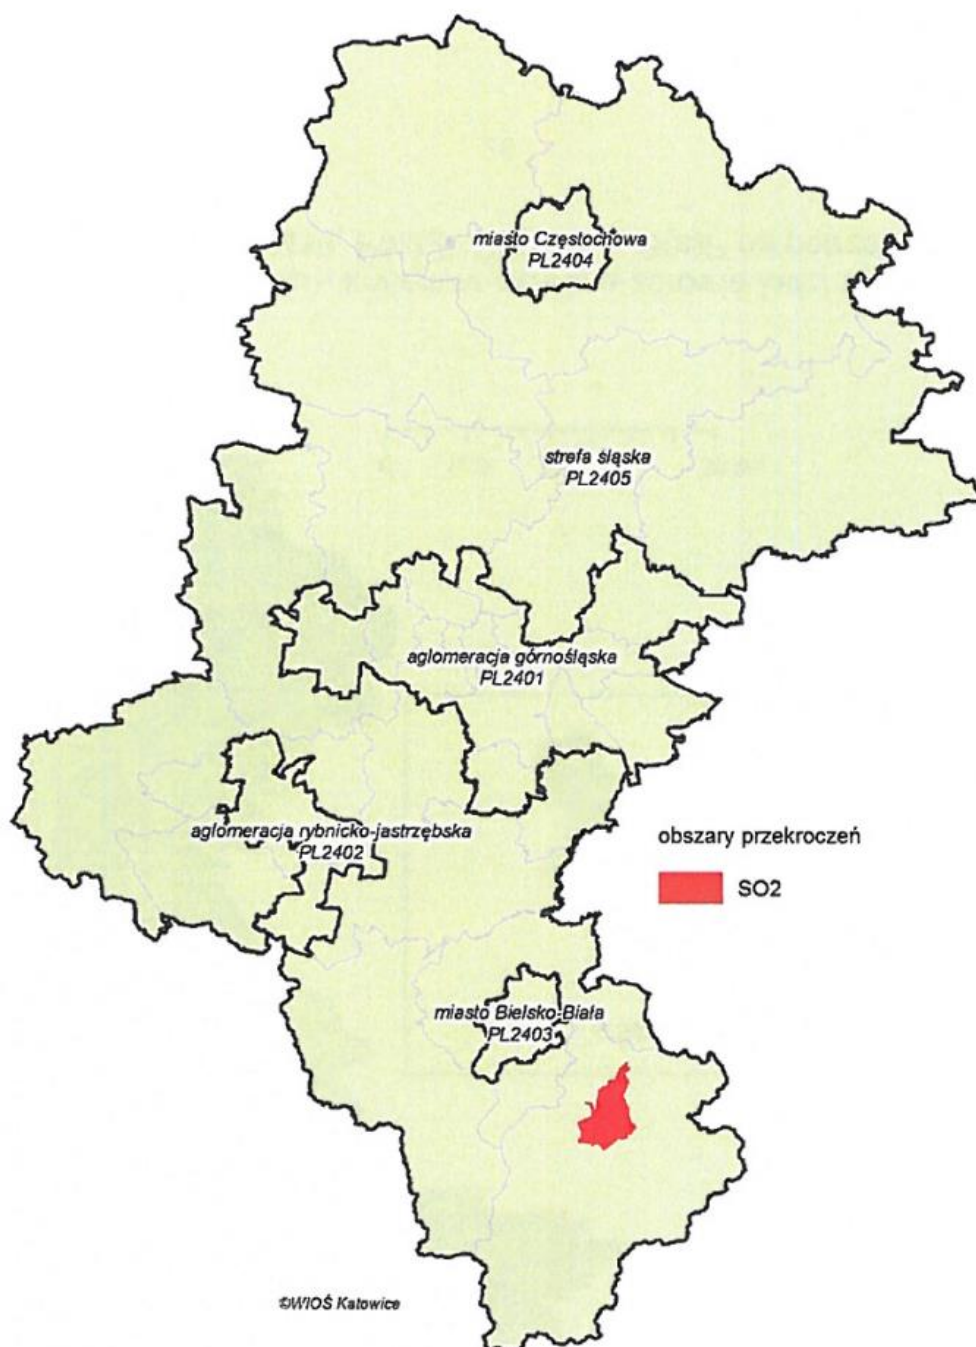 miasto Częstochowa
PL2404
strefa śląska
PL2405
aglomeracja górnośląska
PL2401
obszary przekroczeń
SO2
aglomeracja rybnicko-jastrzębska
PL2402
miasto Bielsko-Biała
PL2403
©WIOŚ Katowice